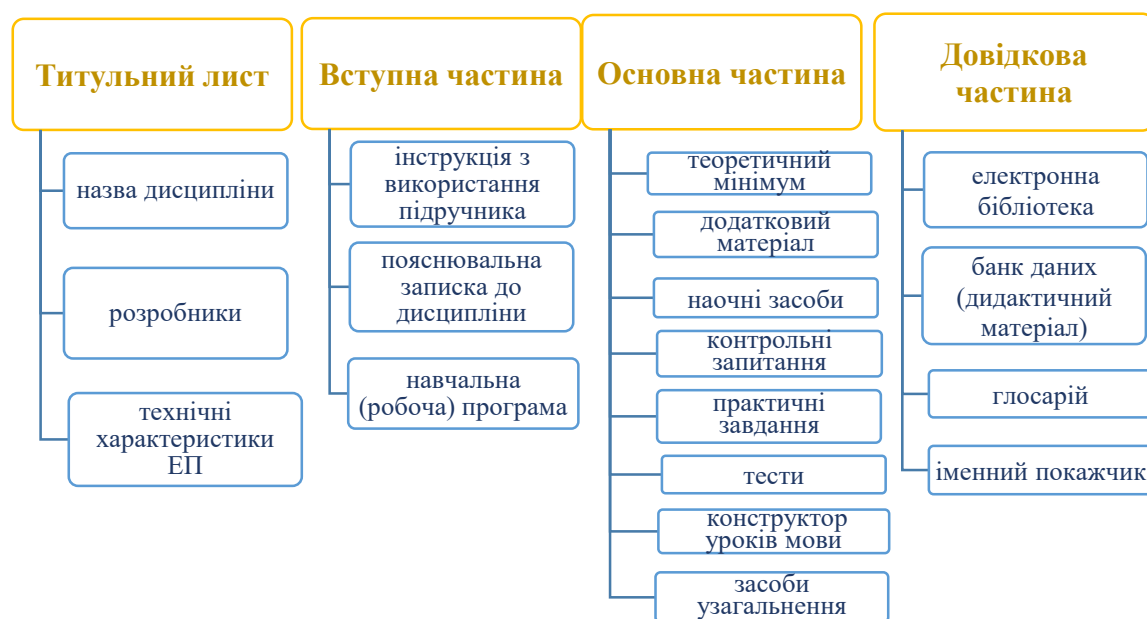 Титульний лист
назва дисципліни
розробники
технічні
характеристики
ЕП
Вступна частина
інструкція з
використання
підручника
пояснювальна
записка до
дисципліни
навчальна
(робоча) програма
Основна частина
теоретичний
мінімум
додатковий
матеріал
наочні засоби
контрольні
запитання
практичні
завдання
тести
конструктор
уроків мови
засоби
узагальнення
Довідкова
частина
електронна
бібліотека
банк даних
(дидактичний
матеріал)
глосарій
іменний покажчик